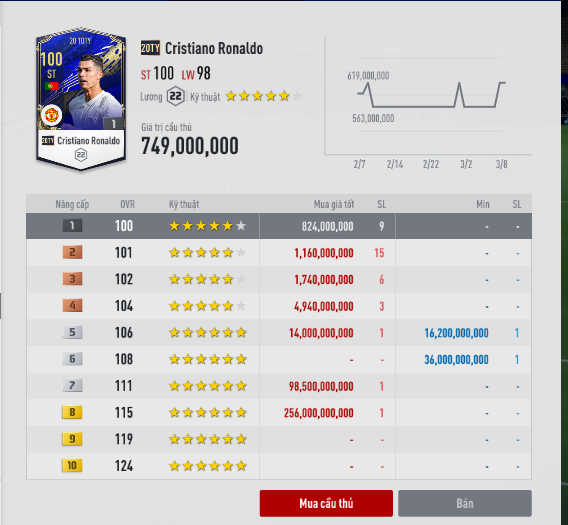 20 TOTY
100
ST
1
20TY Cristiano Ronaldo
22
20TY Cristiano Ronaldo
ST 100 LW 98
Lương 22 Kỹ thuật
Giá trị cầu thủ
749,000,000
619,000,000
563,000,000
2/7 2/14 2/22 3/2 3/8
Nâng cấp OVR Kỹ thuật Mua giá tốt SL Min SL
1 100 824,000,000 9 - -
2 101 1,160,000,000 15 - -
3 102 1,740,000,000 6 - -
4 104 4,940,000,000 3 - -
5 106 14,000,000,000 1 16,200,000,000 1
6 108 - - 36,000,000,000 1
7 111 98,500,000,000 1 - -
8 115 256,000,000,000 1 - -
9 119 - - - -
10 124 - - - -
Mua cầu thủ Bán